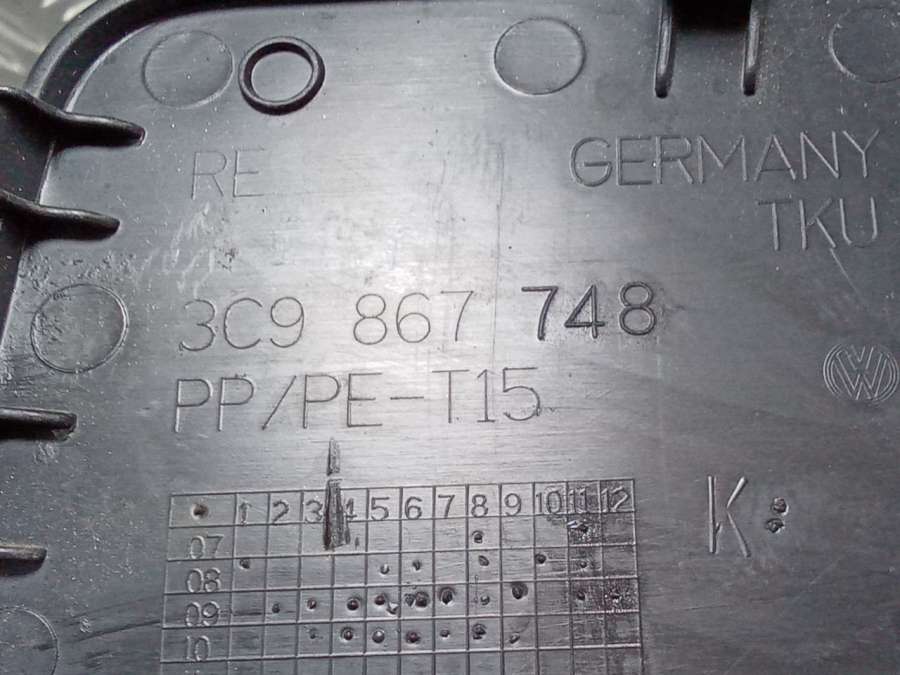 RE
GERMANY
TKU
3C9 867 748
PP/PE-T15
1 2 3 4 5 6 7 8 9 10 11 12
K:
07
08
09
10